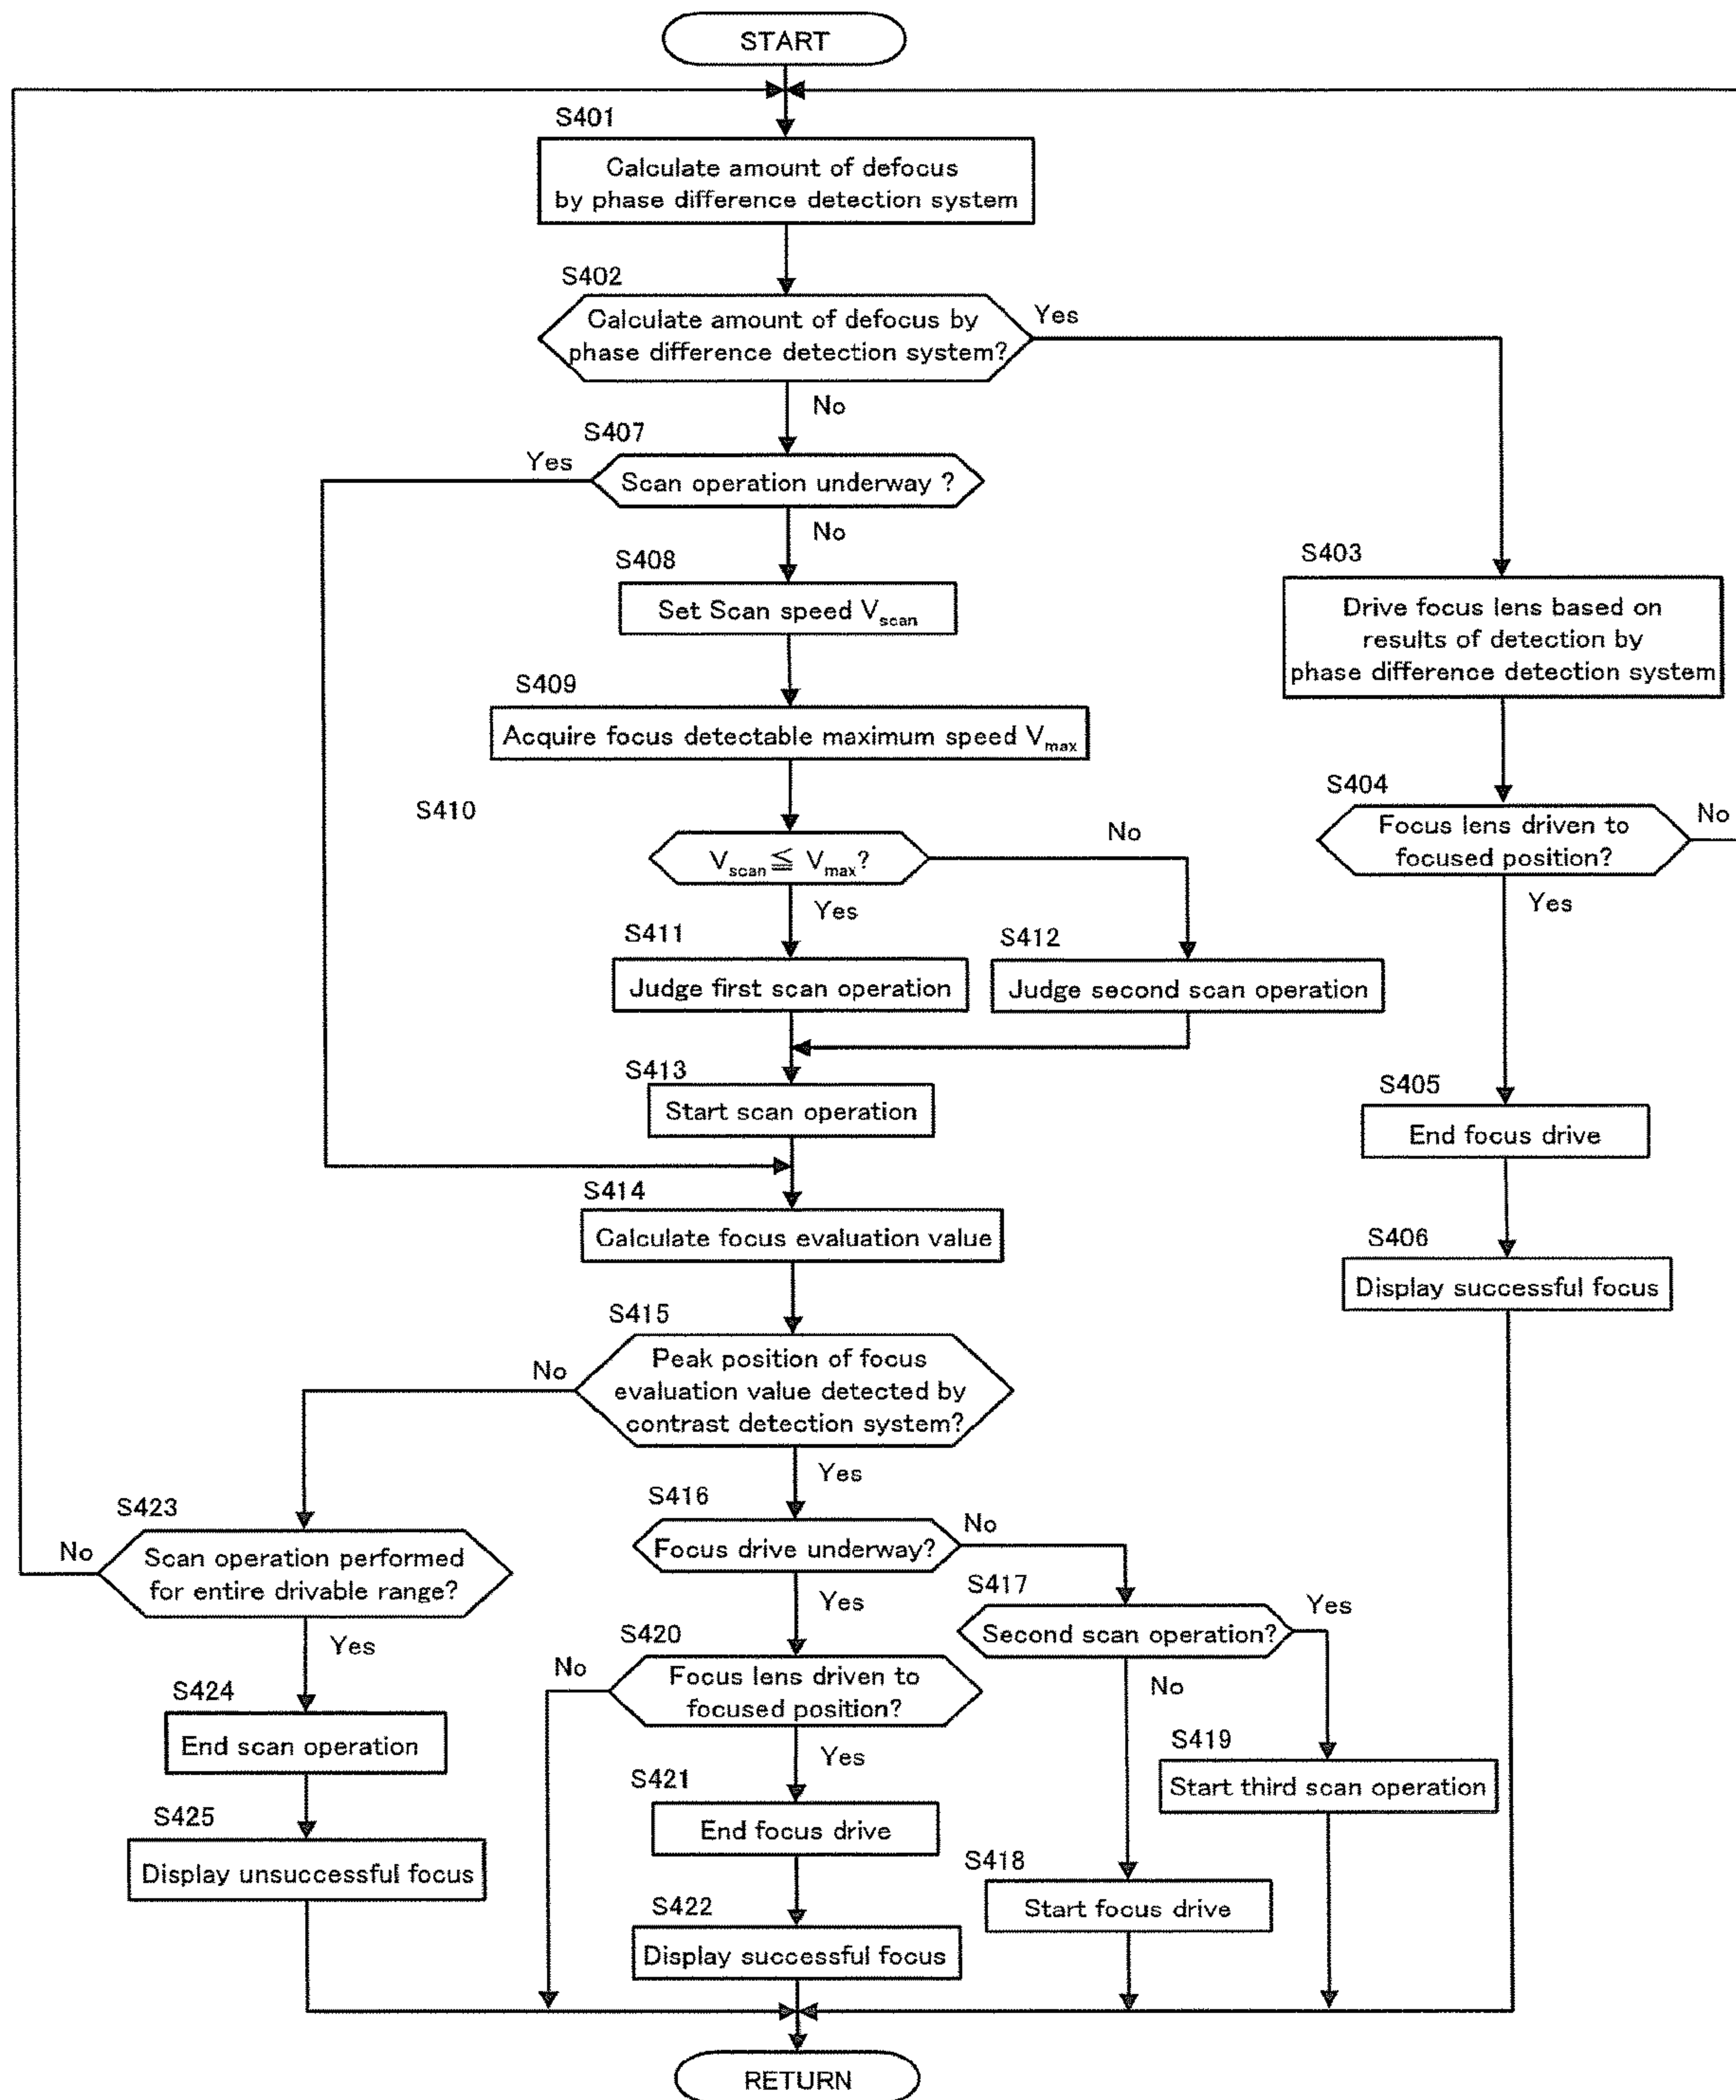 START
S401
Calculate amount of defocus
by phase difference detection system
S402
Calculate amount of defocus by
phase difference detection system?
Yes
No
S407
Yes
Scan operation underway ?
No
S408
Set Scan speed Vscan
S403
Drive focus lens based on
results of detection by
phase difference detection system
S409
Acquire focus detectable maximum speed Vmax
S404
Focus lens driven to
focused position?
No
Yes
S410
Vscan ≦ Vmax?
No
Yes
S411
Judge first scan operation
S412
Judge second scan operation
S413
Start scan operation
S405
End focus drive
S414
Calculate focus evaluation value
S406
Display successful focus
S415
Peak position of focus
evaluation value detected by
contrast detection system?
No
Yes
S423
No
Scan operation performed
for entire drivable range?
Yes
S416
Focus drive underway?
No
Yes
S417
Second scan operation?
Yes
No
S420
No
Focus lens driven to
focused position?
Yes
S424
End scan operation
S419
Start third scan operation
S421
End focus drive
S425
Display unsuccessful focus
S418
Start focus drive
S422
Display successful focus
RETURN